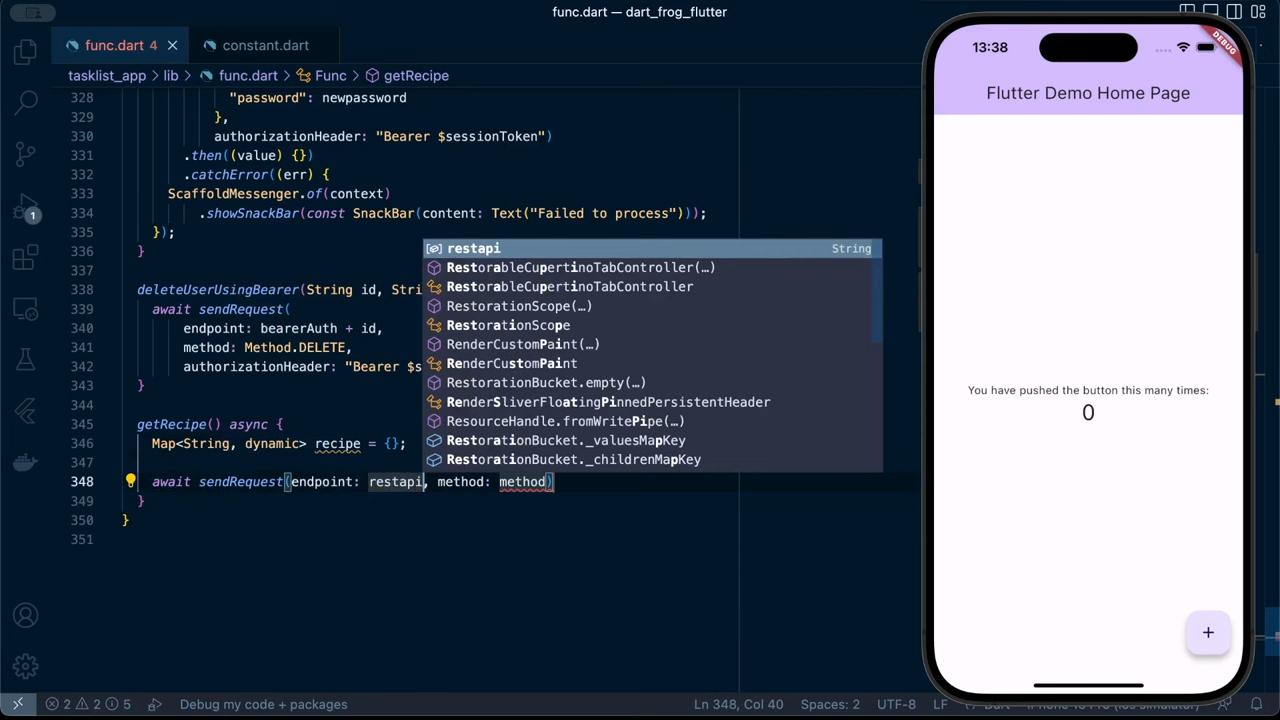 func.dart — dart_frog_flutter
func.dart 4
constant.dart
tasklist_app > lib > func.dart > Func > getRecipe
328 "password": newpassword
329 },
330 authorizationHeader: "Bearer $sessionToken")
331 .then((value) {})
332 .catchError((err) {
333 ScaffoldMessenger.of(context)
334 .showSnackBar(const SnackBar(content: Text("Failed to process")));
335 });
336 }
337
338 deleteUserUsingBearer(String id, Stri
339 await sendRequest(
340 endpoint: bearerAuth + id,
341 method: Method.DELETE,
342 authorizationHeader: "Bearer $s
343 }
344
345 getRecipe() async {
346 Map<String, dynamic> recipe = {};
347
348 await sendRequest(endpoint: restapi, method: method)
349 }
350 }
351
restapi String
RestorableCupertinoTabController(…)
RestorableCupertinoTabController
RestorationScope(…)
RestorationScope
RenderCustomPaint(…)
RenderCustomPaint
RestorationBucket.empty(…)
RenderSliverFloatingPinnedPersistentHeader
ResourceHandle.fromWritePipe(…)
RestorationBucket._valuesMapKey
RestorationBucket._childrenMapKey
1
2 2 5 Debug my code + packages
Ln 348, Col 40 Spaces: 2 UTF-8 LF
13:38
DEBUG
Flutter Demo Home Page
You have pushed the button this many times:
0
+